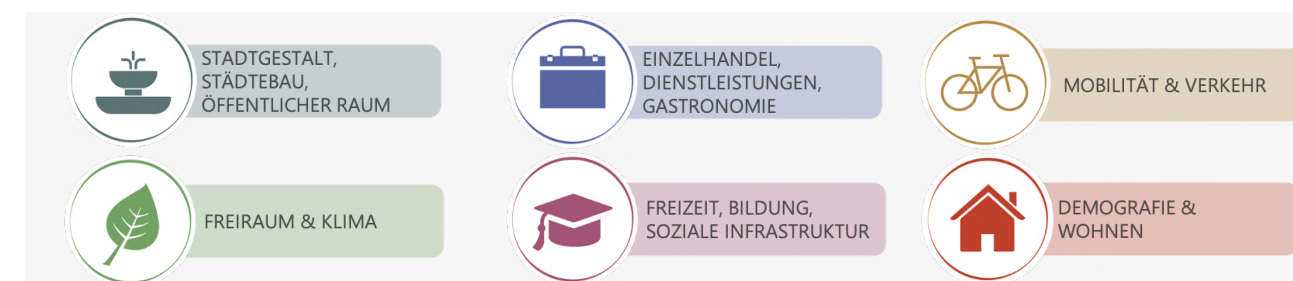 STADTGESTALT,
STÄDTEBAU,
ÖFFENTLICHER RAUM
EINZELHANDEL,
DIENSTLEISTUNGEN,
GASTRONOMIE
MOBILITÄT & VERKEHR
FREIRAUM & KLIMA
FREIZEIT, BILDUNG,
SOZIALE INFRASTRUKTUR
DEMOGRAFIE &
WOHNEN